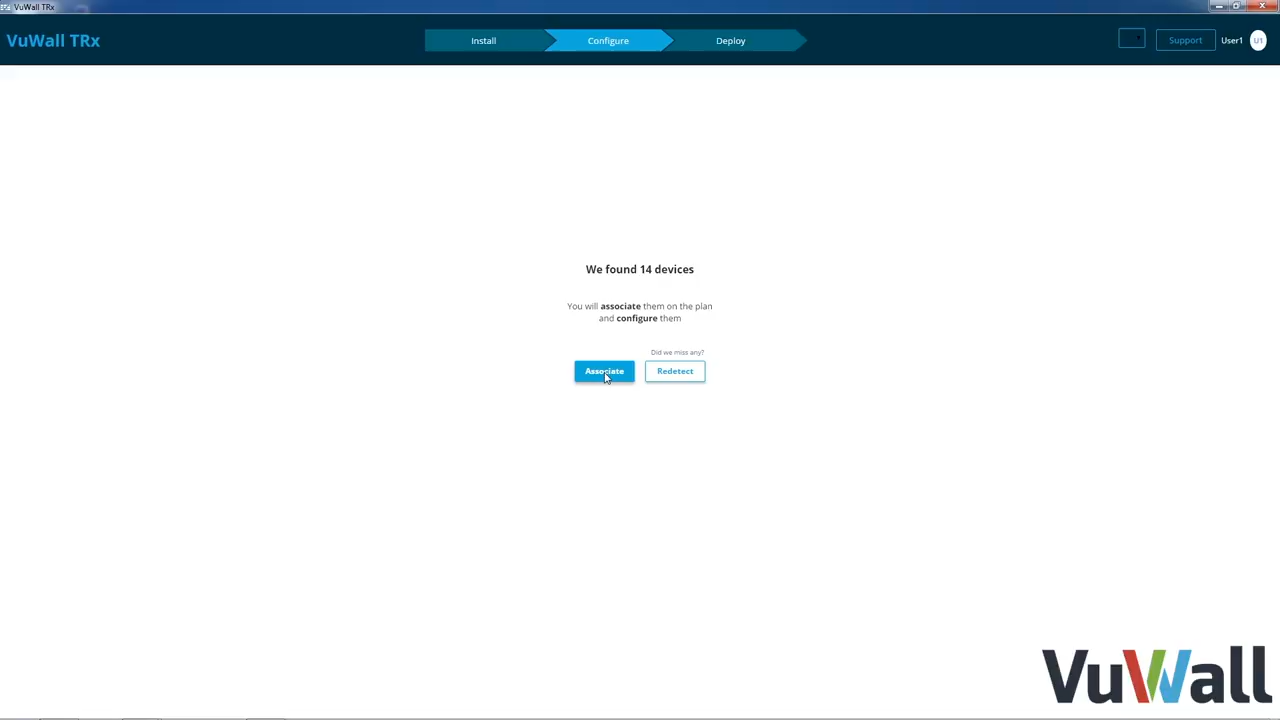 VuWall TRx
VuWall TRx
Install
Configure
Deploy
Support
User1
U1
We found 14 devices
You will associate them on the plan
and configure them
Did we miss any?
Associate
Redetect
VuWall